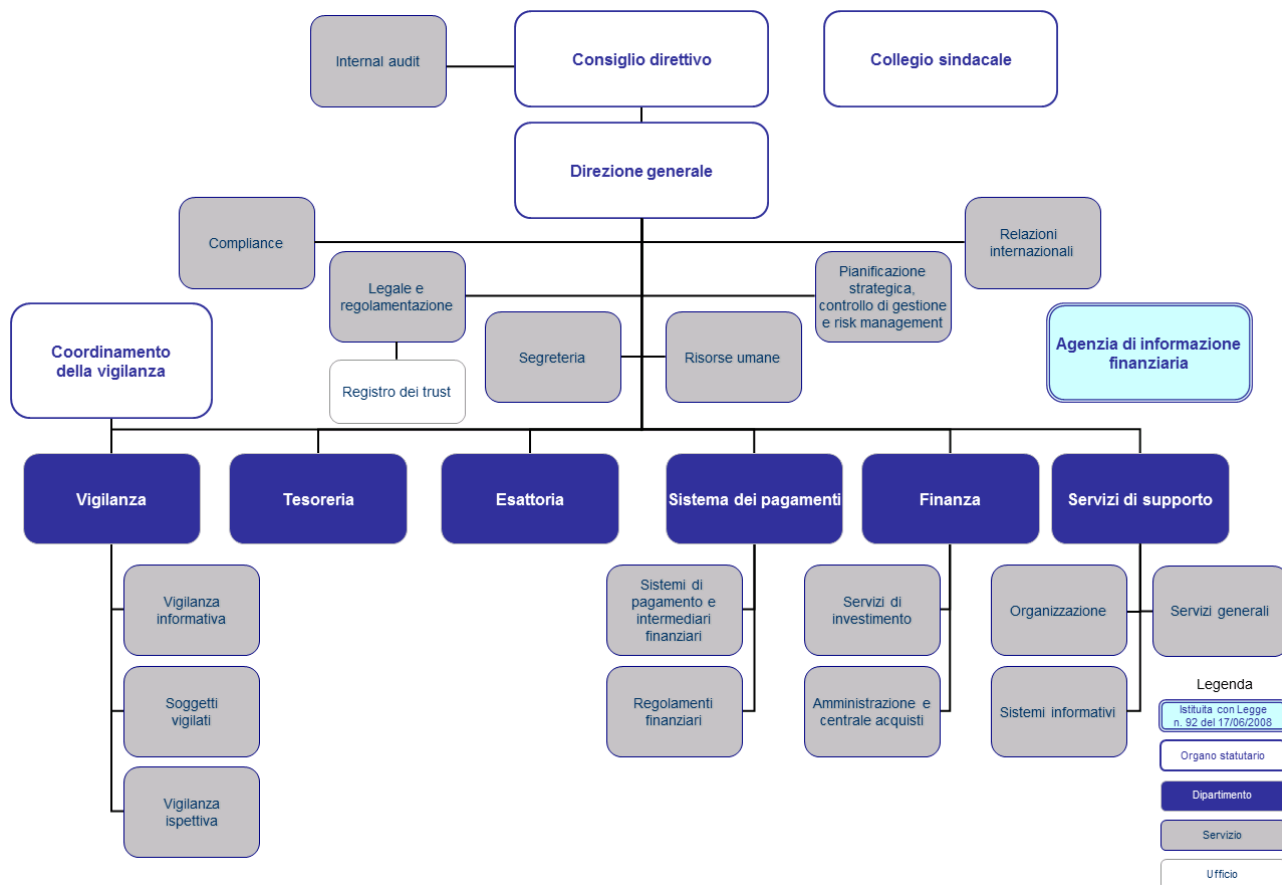 Internal audit
Consiglio direttivo
Collegio sindacale
Direzione generale
Compliance
Relazioni
internazionali
Legale e
regolamentazione
Pianificazione
strategica,
controllo di gestione
e risk management
Coordinamento
della vigilanza
Segreteria
Risorse umane
Agenzia di informazione
finanziaria
Registro dei trust
Vigilanza
Tesoreria
Esattoria
Sistema dei pagamenti
Finanza
Servizi di supporto
Vigilanza
informativa
Sistemi di
pagamento e
intermediari
finanziari
Servizi di
investimento
Organizzazione
Servizi generali
Soggetti
vigilati
Regolamenti
finanziari
Amministrazione e
centrale acquisti
Sistemi informativi
Vigilanza
ispettiva
Legenda
Istituita con Legge
n. 92 del 17/06/2008
Organo statutario
Dipartimento
Servizio
Ufficio